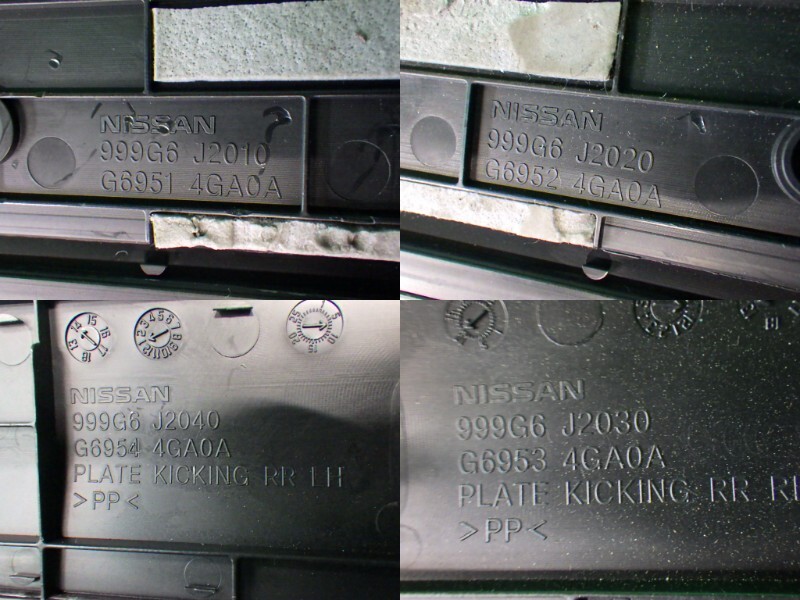 NISSAN
999G6 J2010
G6951 4GA0A
NISSAN
999G6 J2020
G6952 4GA0A
NISSAN
999G6 J2040
G6954 4GA0A
PLATE KICKING RR LH
>PP<
NISSAN
999G6 J2030
G6953 4GA0A
PLATE KICKING RR
>PP<